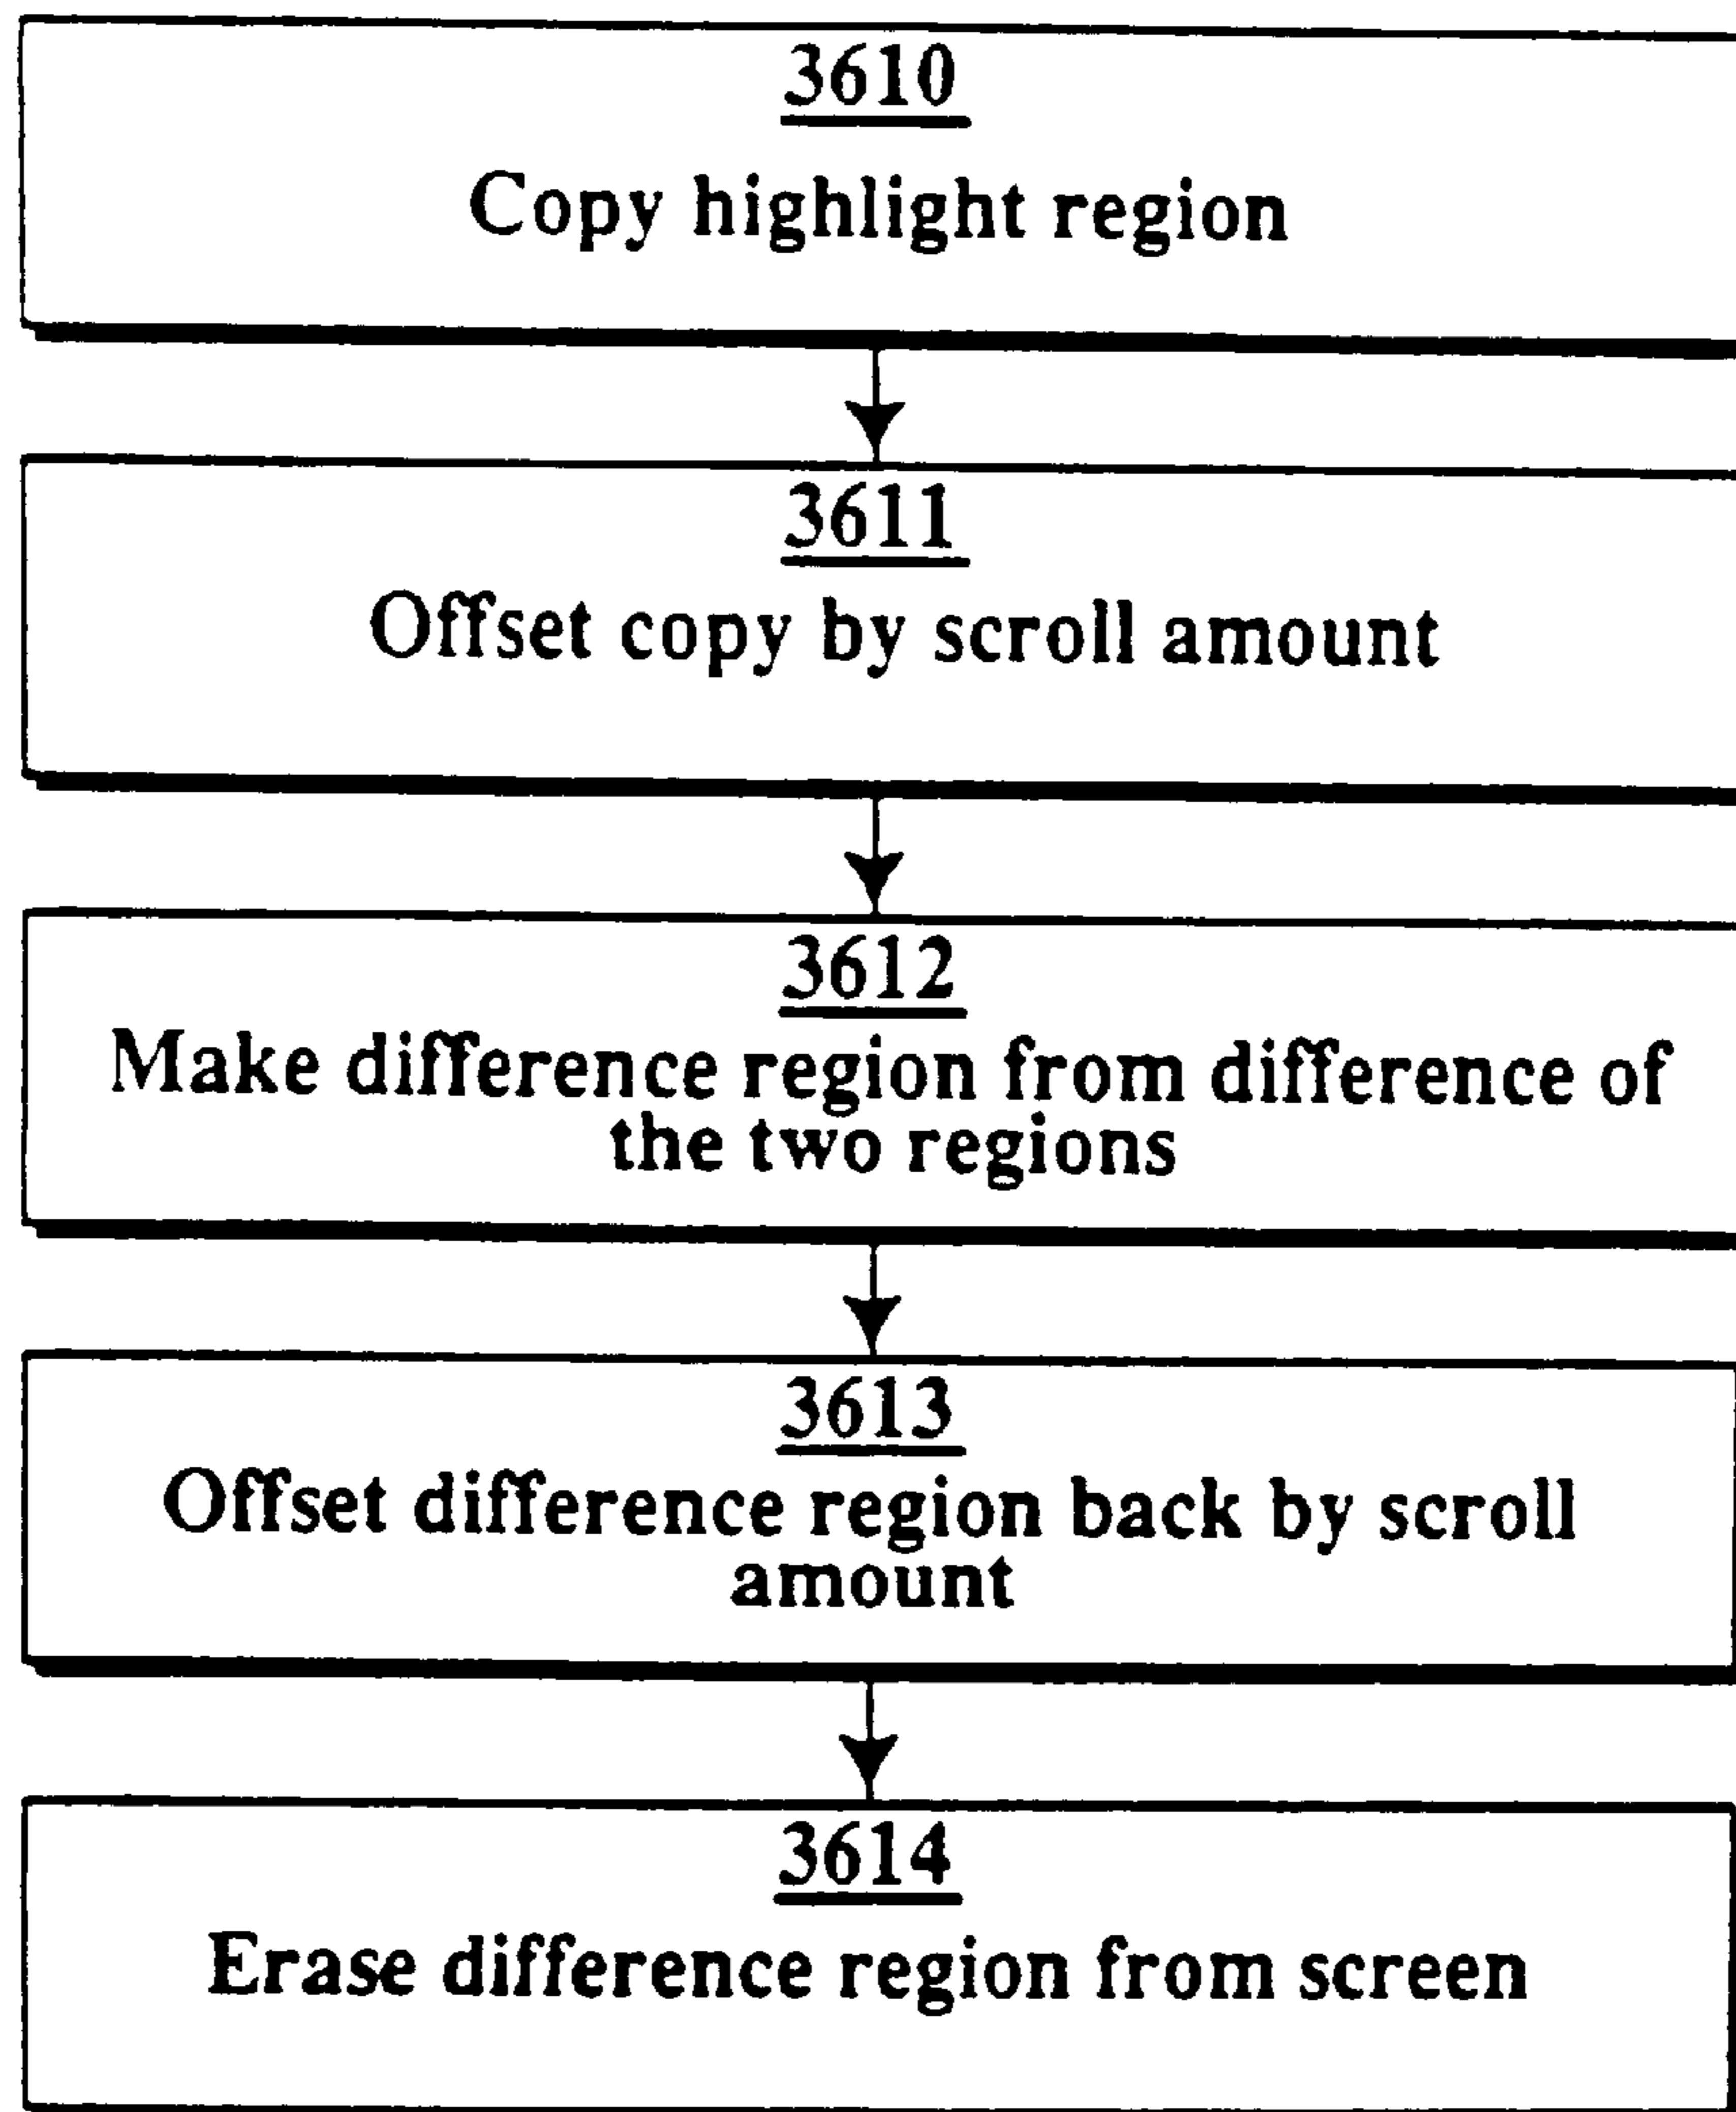 3610
Copy highlight region
3611
Offset copy by scroll amount
3612
Make difference region from difference of
the two regions
3613
Offset difference region back by scroll
amount
3614
Erase difference region from screen